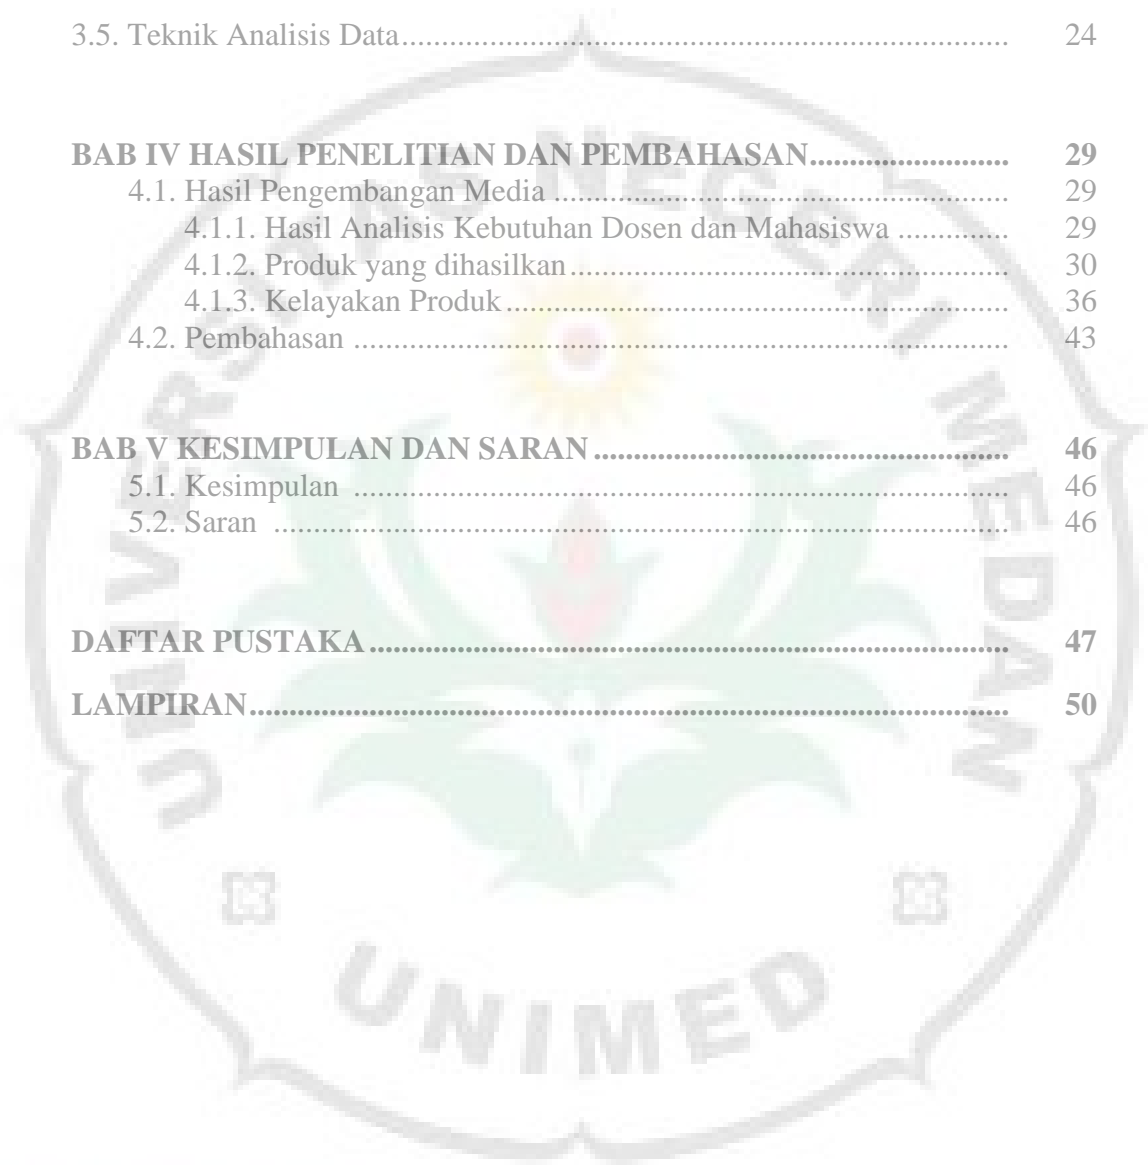 3.5. Teknik Analisis Data........................................................................... 24
BAB IV HASIL PENELITIAN DAN PEMBAHASAN........................ 29
4.1. Hasil Pengembangan Media ........................................................ 29
4.1.1. Hasil Analisis Kebutuhan Dosen dan Mahasiswa .............. 29
4.1.2. Produk yang dihasilkan...................................................... 30
4.1.3. Kelayakan Produk.............................................................. 36
4.2. Pembahasan ................................................................................ 43
BAB V KESIMPULAN DAN SARAN................................................... 46
5.1. Kesimpulan ................................................................................ 46
5.2. Saran .......................................................................................... 46
DAFTAR PUSTAKA............................................................................... 47
LAMPIRAN.............................................................................................. 50
UNIVERSITAS NEGERI MEDAN
UNIMED